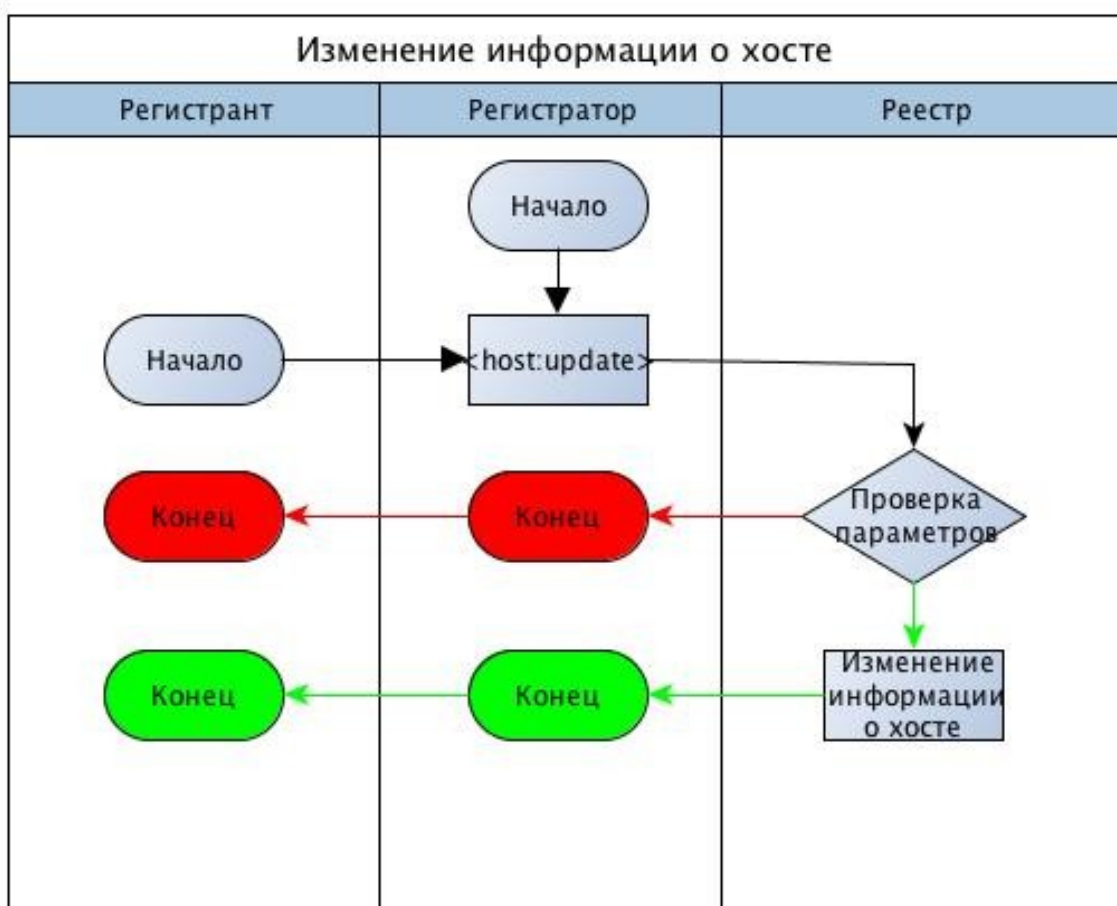 Изменение информации о хосте
Регистрант
Регистратор
Реестр
Начало
Начало
<host:update>
Проверка
параметров
Конец
Конец
Изменение
информации
о хосте
Конец
Конец